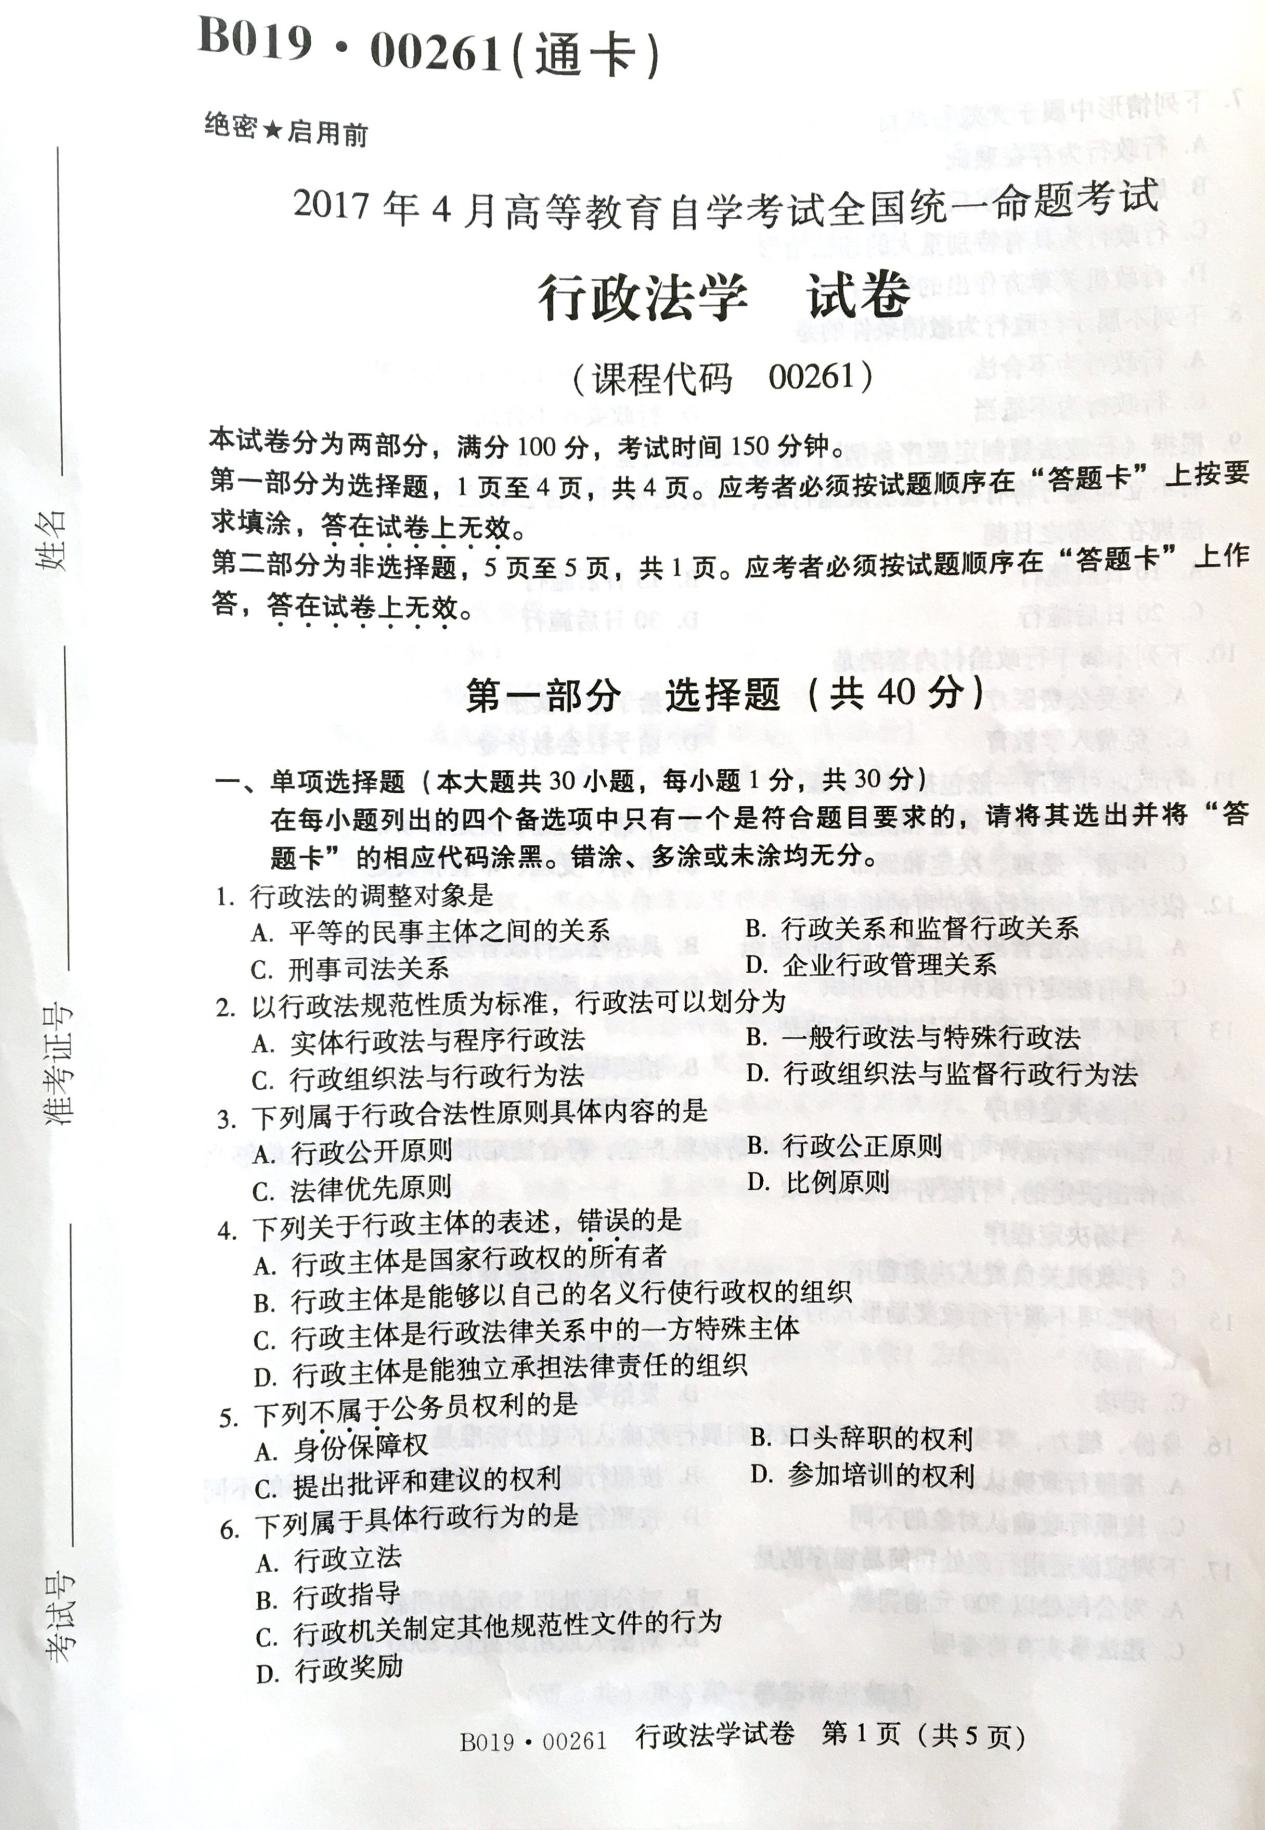 B019·00261(通卡)
绝密★启用前
2017年4月高等教育自学考试全国统一命题考试
行政法学 试卷
(课程代码 00261)
本试卷分为两部分，满分100分，考试时间150分钟。
第一部分为选择题，1页至4页，共4页。应考者必须按试题顺序在“答题卡”上按要
求填涂，答在试卷上无效。
第二部分为非选择题，5页至5页，共1页。应考者必须按试题顺序在“答题卡”上作
答，答在试卷上无效。
第一部分 选择题（共40分）
一、单项选择题（本大题共30小题，每小题1分，共30分）
在每小题列出的四个备选项中只有一个是符合题目要求的，请将其选出并将“答
题卡”的相应代码涂黑。错涂、多涂或未涂均无分。
1. 行政法的调整对象是
A. 平等的民事主体之间的关系 B. 行政关系和监督行政关系
C. 刑事司法关系 D. 企业行政管理关系
2. 以行政法规范性质为标准，行政法可以划分为
A. 实体行政法与程序行政法 B. 一般行政法与特殊行政法
C. 行政组织法与行政行为法 D. 行政组织法与监督行政行为法
3. 下列属于行政合法性原则具体内容的是
A. 行政公开原则 B. 行政公正原则
C. 法律优先原则 D. 比例原则
4. 下列关于行政主体的表述，错误的是
A. 行政主体是国家行政权的所有者
B. 行政主体是能够以自己的名义行使行政权的组织
C. 行政主体是行政法律关系中的一方特殊主体
D. 行政主体是能独立承担法律责任的组织
5. 下列不属于公务员权利的是
A. 身份保障权 B. 口头辞职的权利
C. 提出批评和建议的权利 D. 参加培训的权利
6. 下列属于具体行政行为的是
A. 行政立法
B. 行政指导
C. 行政机关制定其他规范性文件的行为
D. 行政奖励
B019·00261 行政法学试卷 第1页（共5页）
姓名
准考证号
考试号